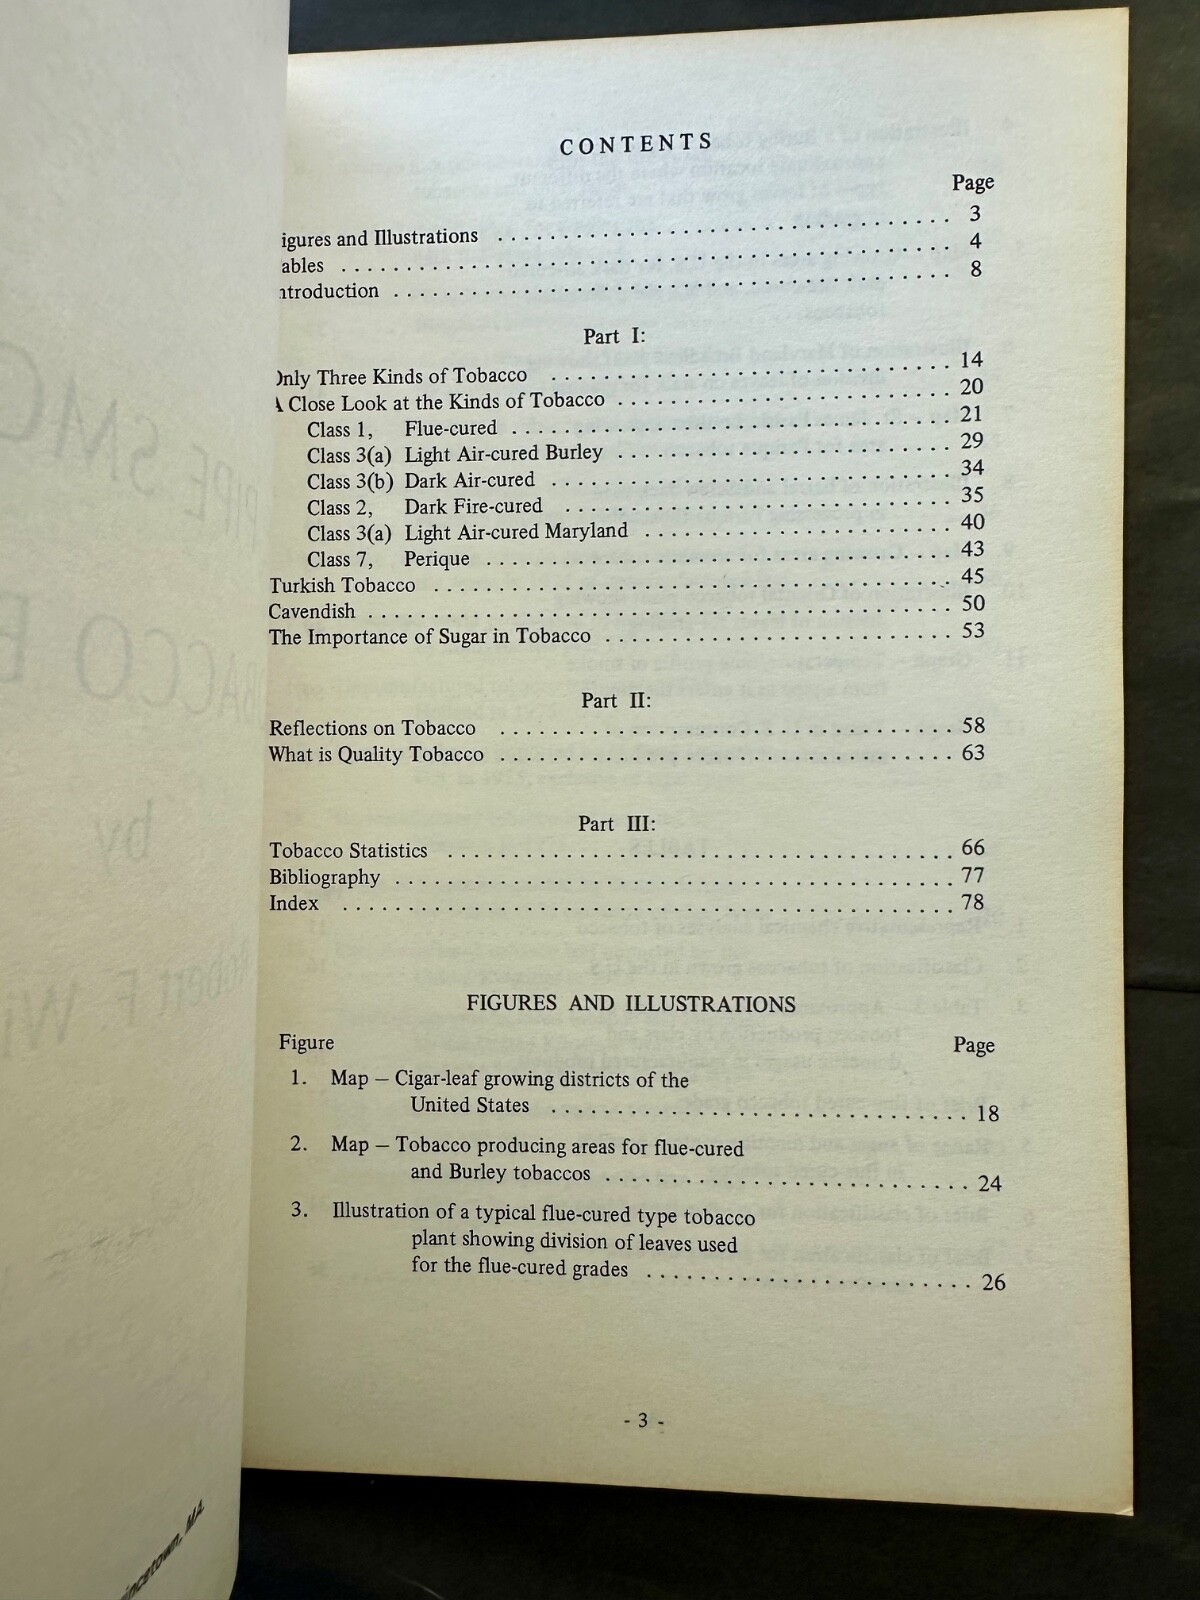 CONTENTS
Page
igures and Illustrations 3
ables 4
ntroduction 8
Part I:
Only Three Kinds of Tobacco 14
A Close Look at the Kinds of Tobacco 20
Class 1, Flue-cured 21
Class 3(a) Light Air-cured Burley 29
Class 3(b) Dark Air-cured 34
Class 2, Dark Fire-cured 35
Class 3(a) Light Air-cured Maryland 40
Class 7, Perique 43
Turkish Tobacco 45
Cavendish 50
The Importance of Sugar in Tobacco 53
Part II:
Reflections on Tobacco 58
What is Quality Tobacco 63
Part III:
Tobacco Statistics 66
Bibliography 77
Index 78
FIGURES AND ILLUSTRATIONS
Figure Page
1. Map – Cigar-leaf growing districts of the
United States 18
2. Map – Tobacco producing areas for flue-cured
and Burley tobaccos 24
3. Illustration of a typical flue-cured type tobacco
plant showing division of leaves used
for the flue-cured grades 26
- 3 -
MA